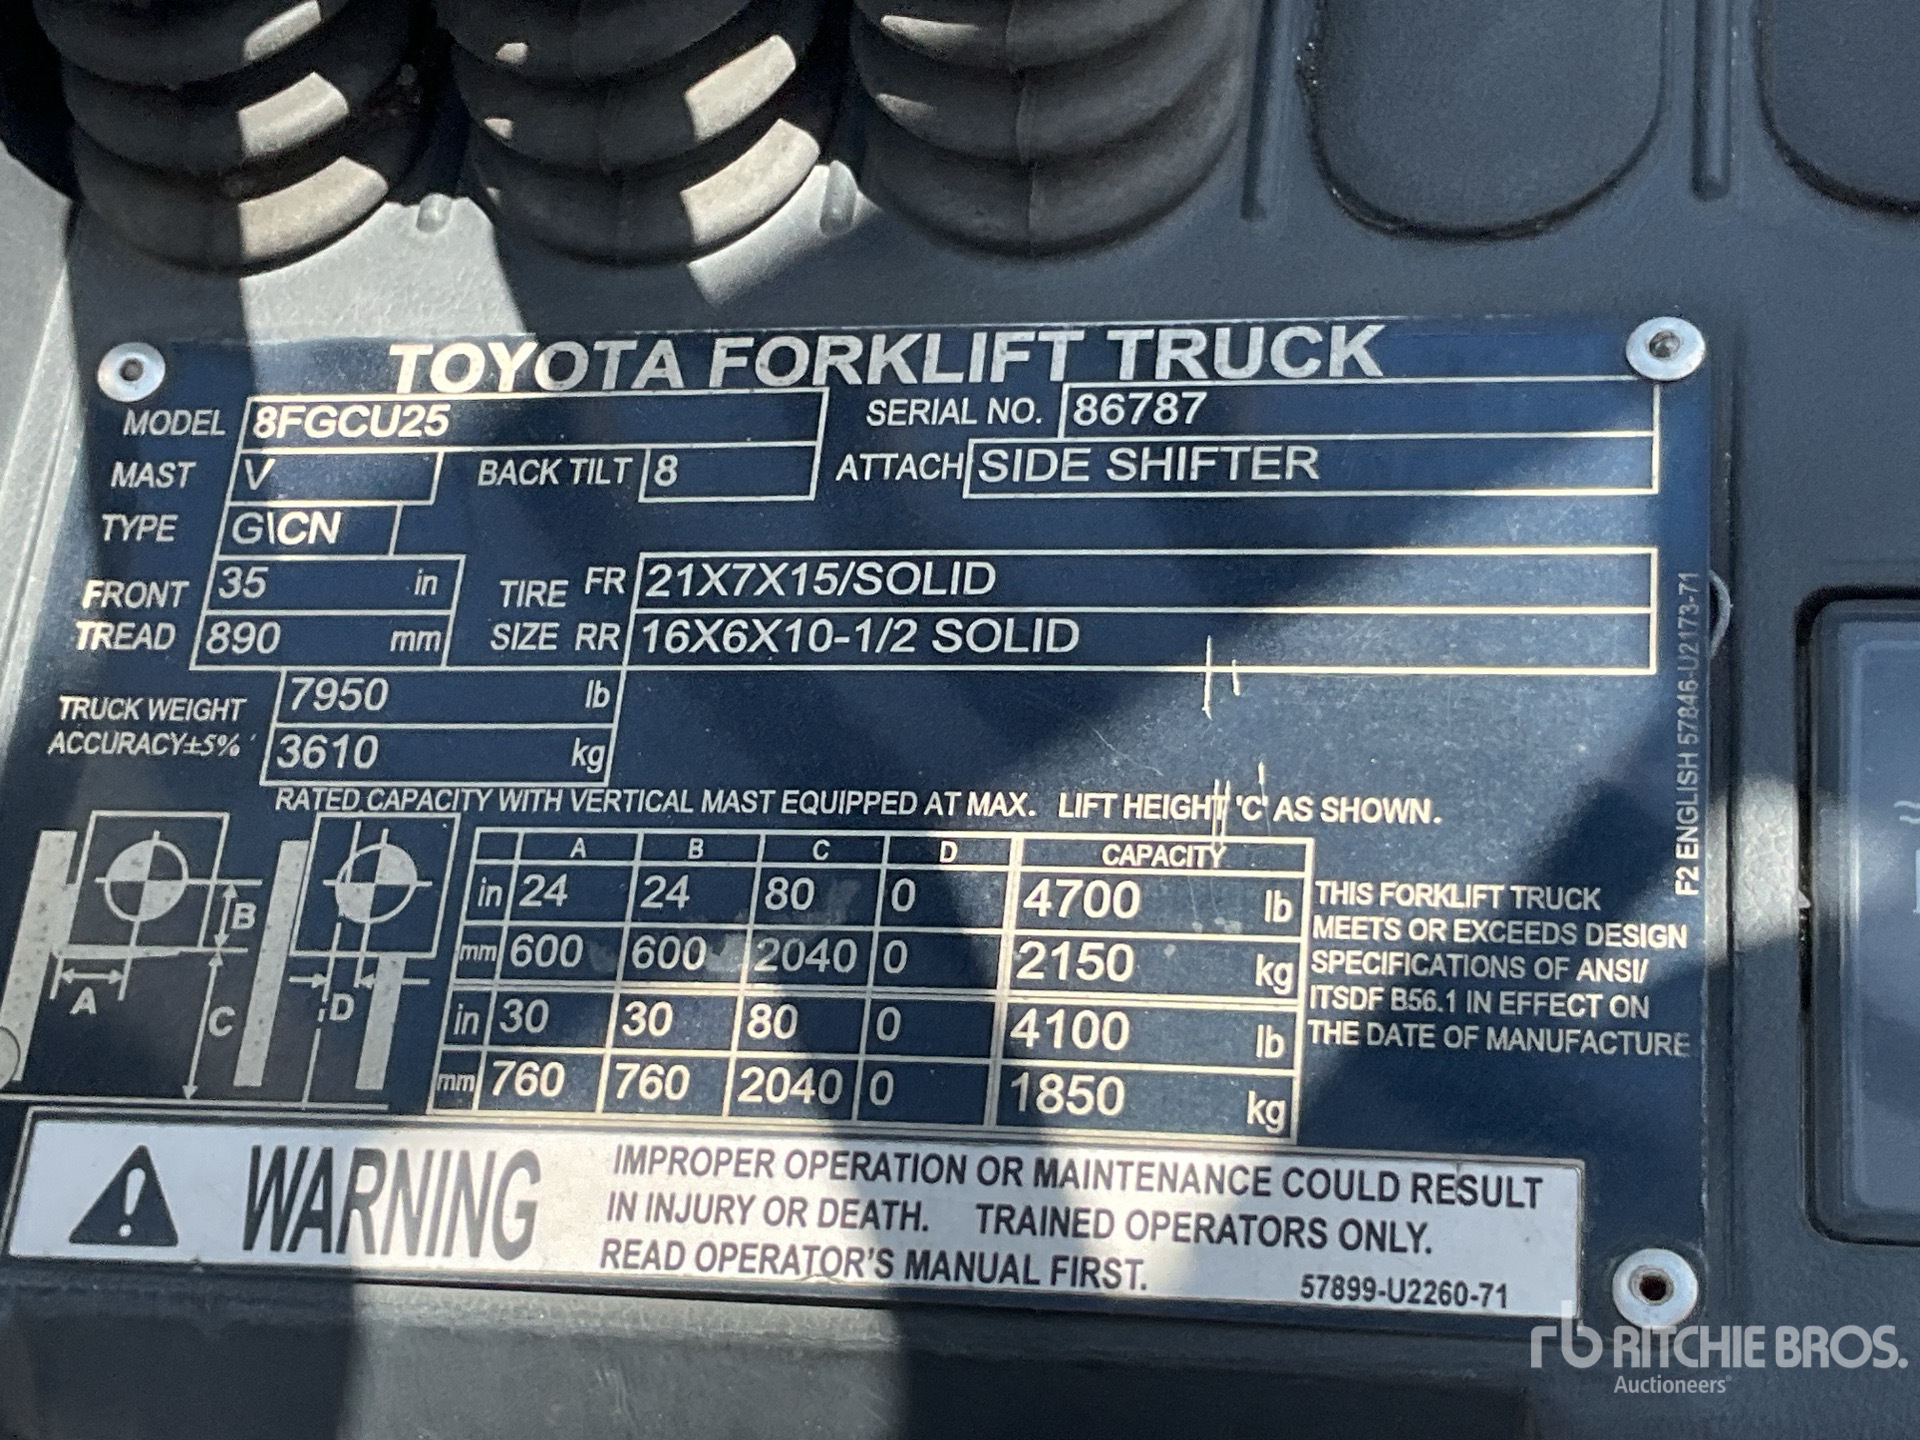 TOYOTA FORKLIFT TRUCK
MODEL 8FGCU25 SERIAL NO. 86787
MAST V BACK TILT 8 ATTACH SIDE SHIFTER
TYPE G\CN
FRONT TREAD 35 in TIRE SIZE FR 21X7X15/SOLID
890 mm RR 16X6X10-1/2 SOLID
TRUCK WEIGHT 7950 lb
ACCURACY±5% 3610 kg
RATED CAPACITY WITH VERTICAL MAST EQUIPPED AT MAX. LIFT HEIGHT 'C' AS SHOWN.
A B C D CAPACITY
in 24 24 80 0 4700 lb
mm 600 600 2040 0 2150 kg
in 30 30 80 0 4100 lb
mm 760 760 2040 0 1850 kg
B
A
C
D
THIS FORKLIFT TRUCK
MEETS OR EXCEEDS DESIGN
SPECIFICATIONS OF ANSI/
ITSDF B56.1 IN EFFECT ON
THE DATE OF MANUFACTURE
F2 ENGLISH 57846-U2173-71
WARNING
IMPROPER OPERATION OR MAINTENANCE COULD RESULT
IN INJURY OR DEATH. TRAINED OPERATORS ONLY.
READ OPERATOR'S MANUAL FIRST.
57899-U2260-71
rb RITCHIE BROS.
Auctioneers